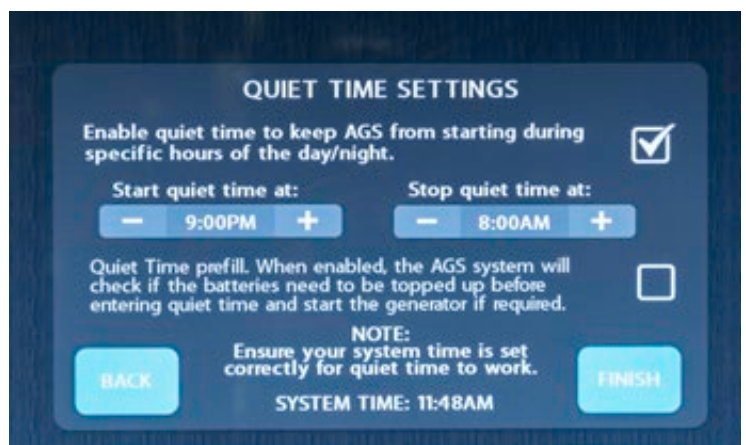 QUIET TIME SETTINGS
Enable quiet time to keep AGS from starting during
specific hours of the day/night.
Start quiet time at:
Stop quiet time at:
− 9:00PM +
− 8:00AM +
Quiet Time prefill. When enabled, the AGS system will
check if the batteries need to be topped up before
entering quiet time and start the generator if required.
NOTE:
Ensure your system time is set
correctly for quiet time to work.
BACK
FINISH
SYSTEM TIME: 11:48AM